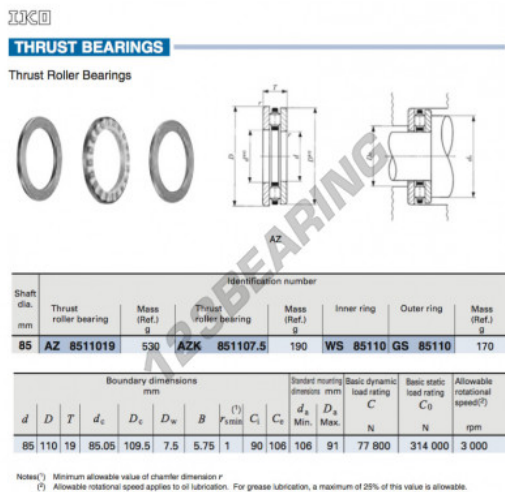 IKO
THRUST BEARINGS
Thrust Roller Bearings
T
r
r
D
dc
d
Dc
Da
da
AZ
123BEARING
Identification number
Shaft dia. mm | Thrust roller bearing | Mass (Ref.) g | Thrust roller bearing | Mass (Ref.) g | Inner ring | Outer ring | Mass (Ref.) g
85 AZ 8511019 530 AZK 851107.5 190 WS 85110 GS 85110 170
Boundary dimensions mm | Standard mounting dimensions mm | Basic dynamic load rating C N | Basic static load rating C0 N | Allowable rotational speed(2) rpm
d D T dc Dc Dw B rsmin(1) Ci Ce da Min. Da Max.
85 110 19 85.05 109.5 7.5 5.75 1 90 106 106 91 77 800 314 000 3 000
Notes(1) Minimum allowable value of chamfer dimension r
(2) Allowable rotational speed applies to oil lubrication. For grease lubrication, a maximum of 25% of this value is allowable.